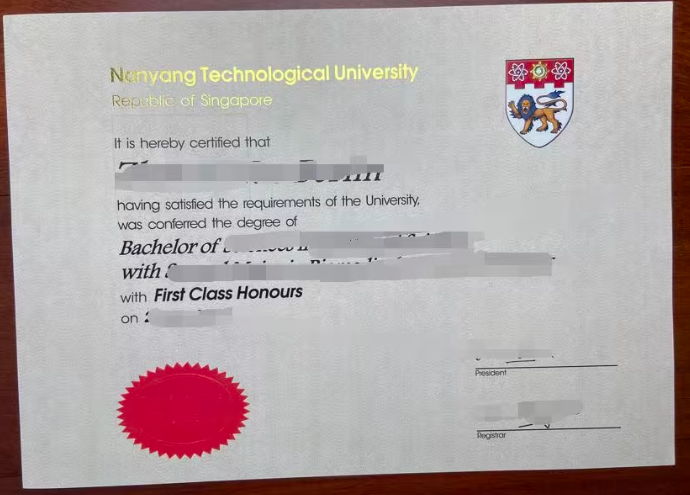 Nanyang Technological University
Republic of Singapore
It is hereby certified that
having satisfied the requirements of the University,
was conferred the degree of
Bachelor of
with
with First Class Honours
on
President
Registrar